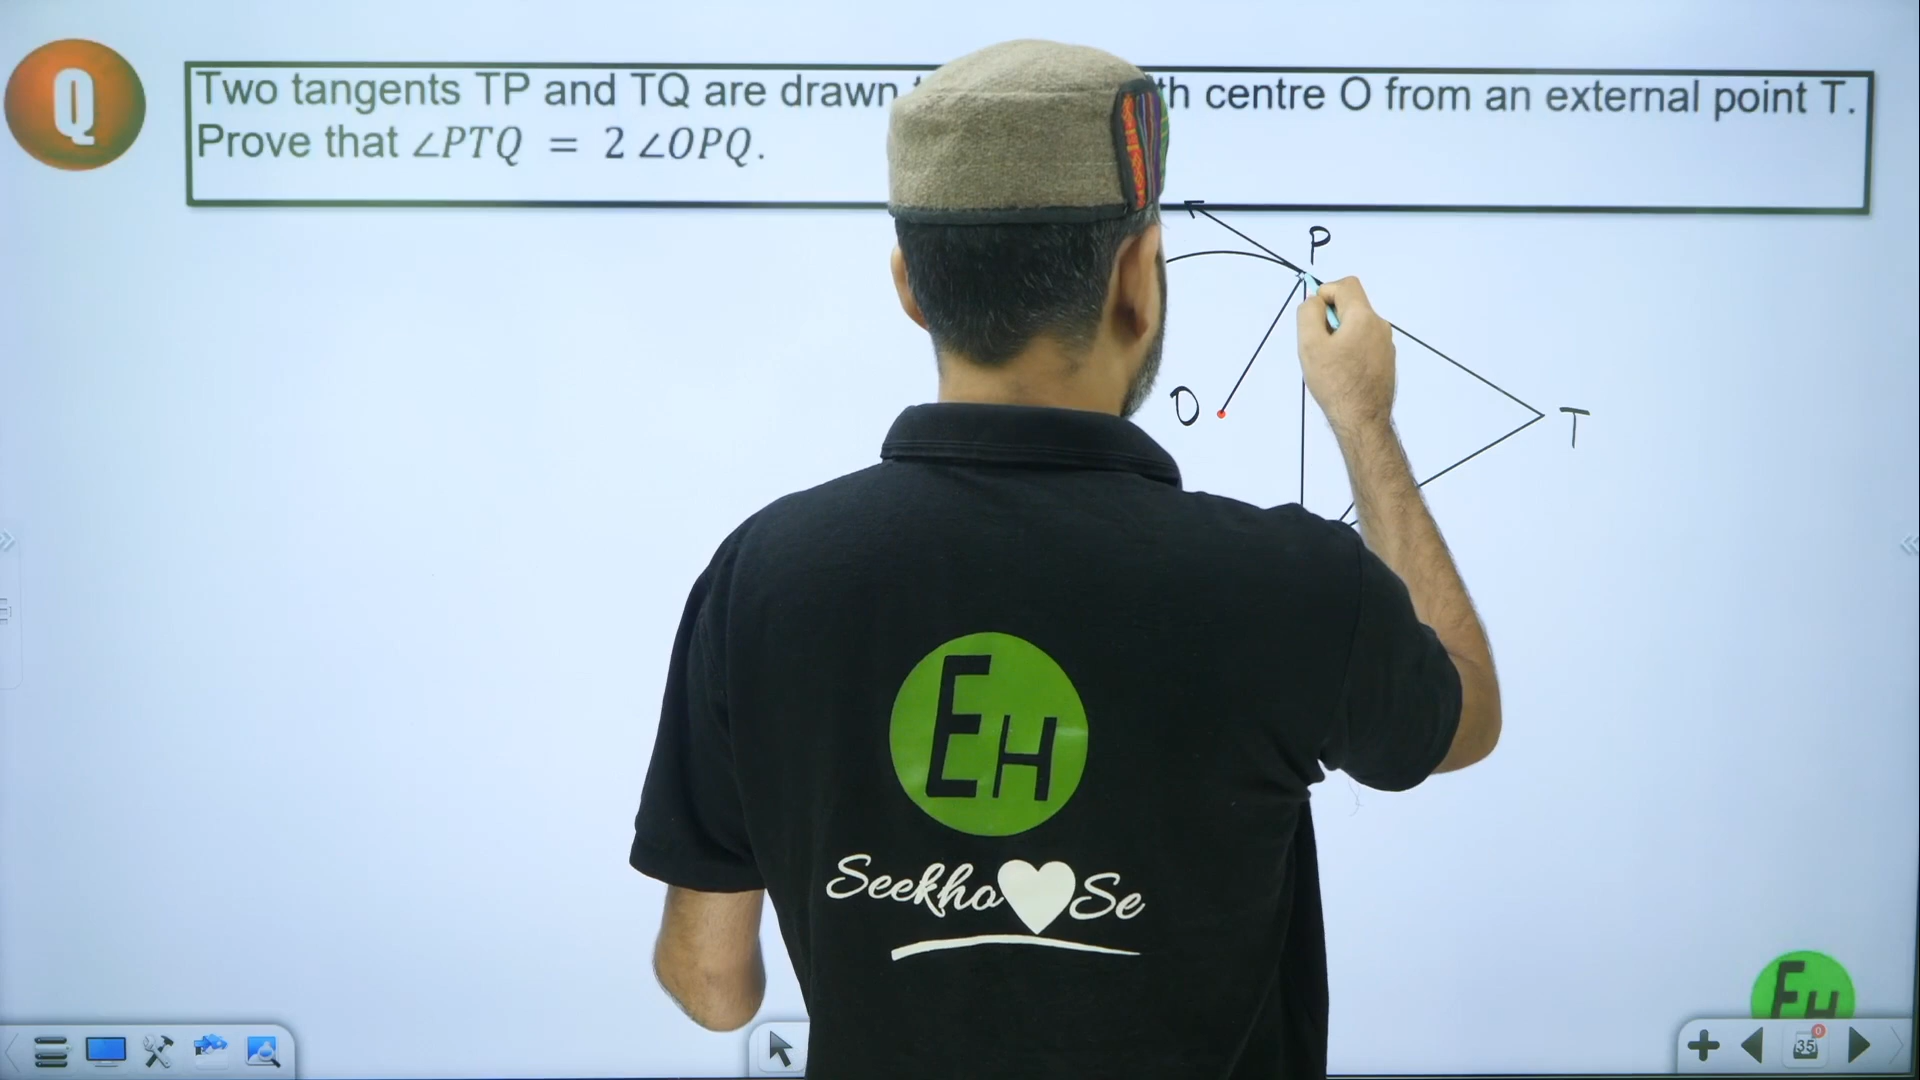 Q
Two tangents TP and TQ are drawn th centre O from an external point T.
Prove that ∠PTQ = 2 ∠OPQ.
P
O
T
EH
Seekho Se
EH
35
0